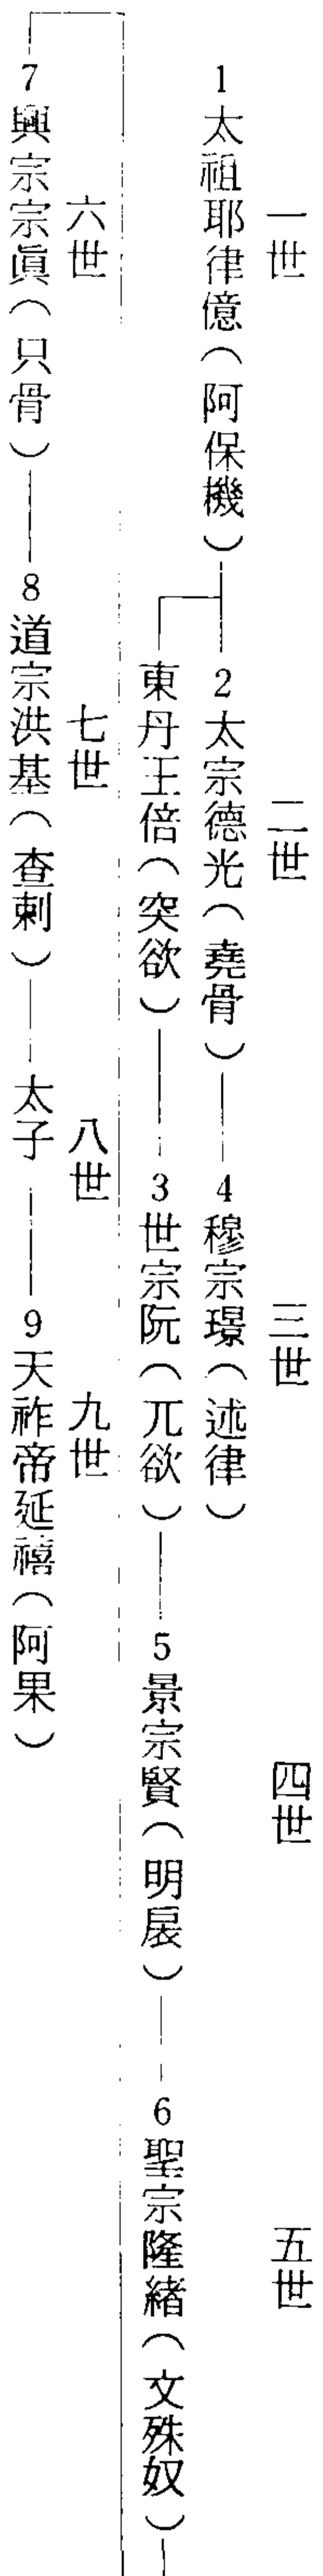 一世 二世 三世 四世 五世
1太祖耶律億（阿保機） 2太宗德光（堯骨） 4穆宗璟（述律）
東丹王倍（突欲） 3世宗阮（兀欲） 5景宗賢（明扆） 6聖宗隆緒（文殊奴）
六世 七世 八世 九世
7興宗宗眞（只骨） 8道宗洪基（查剌） 太子 9天祚帝延禧（阿果）